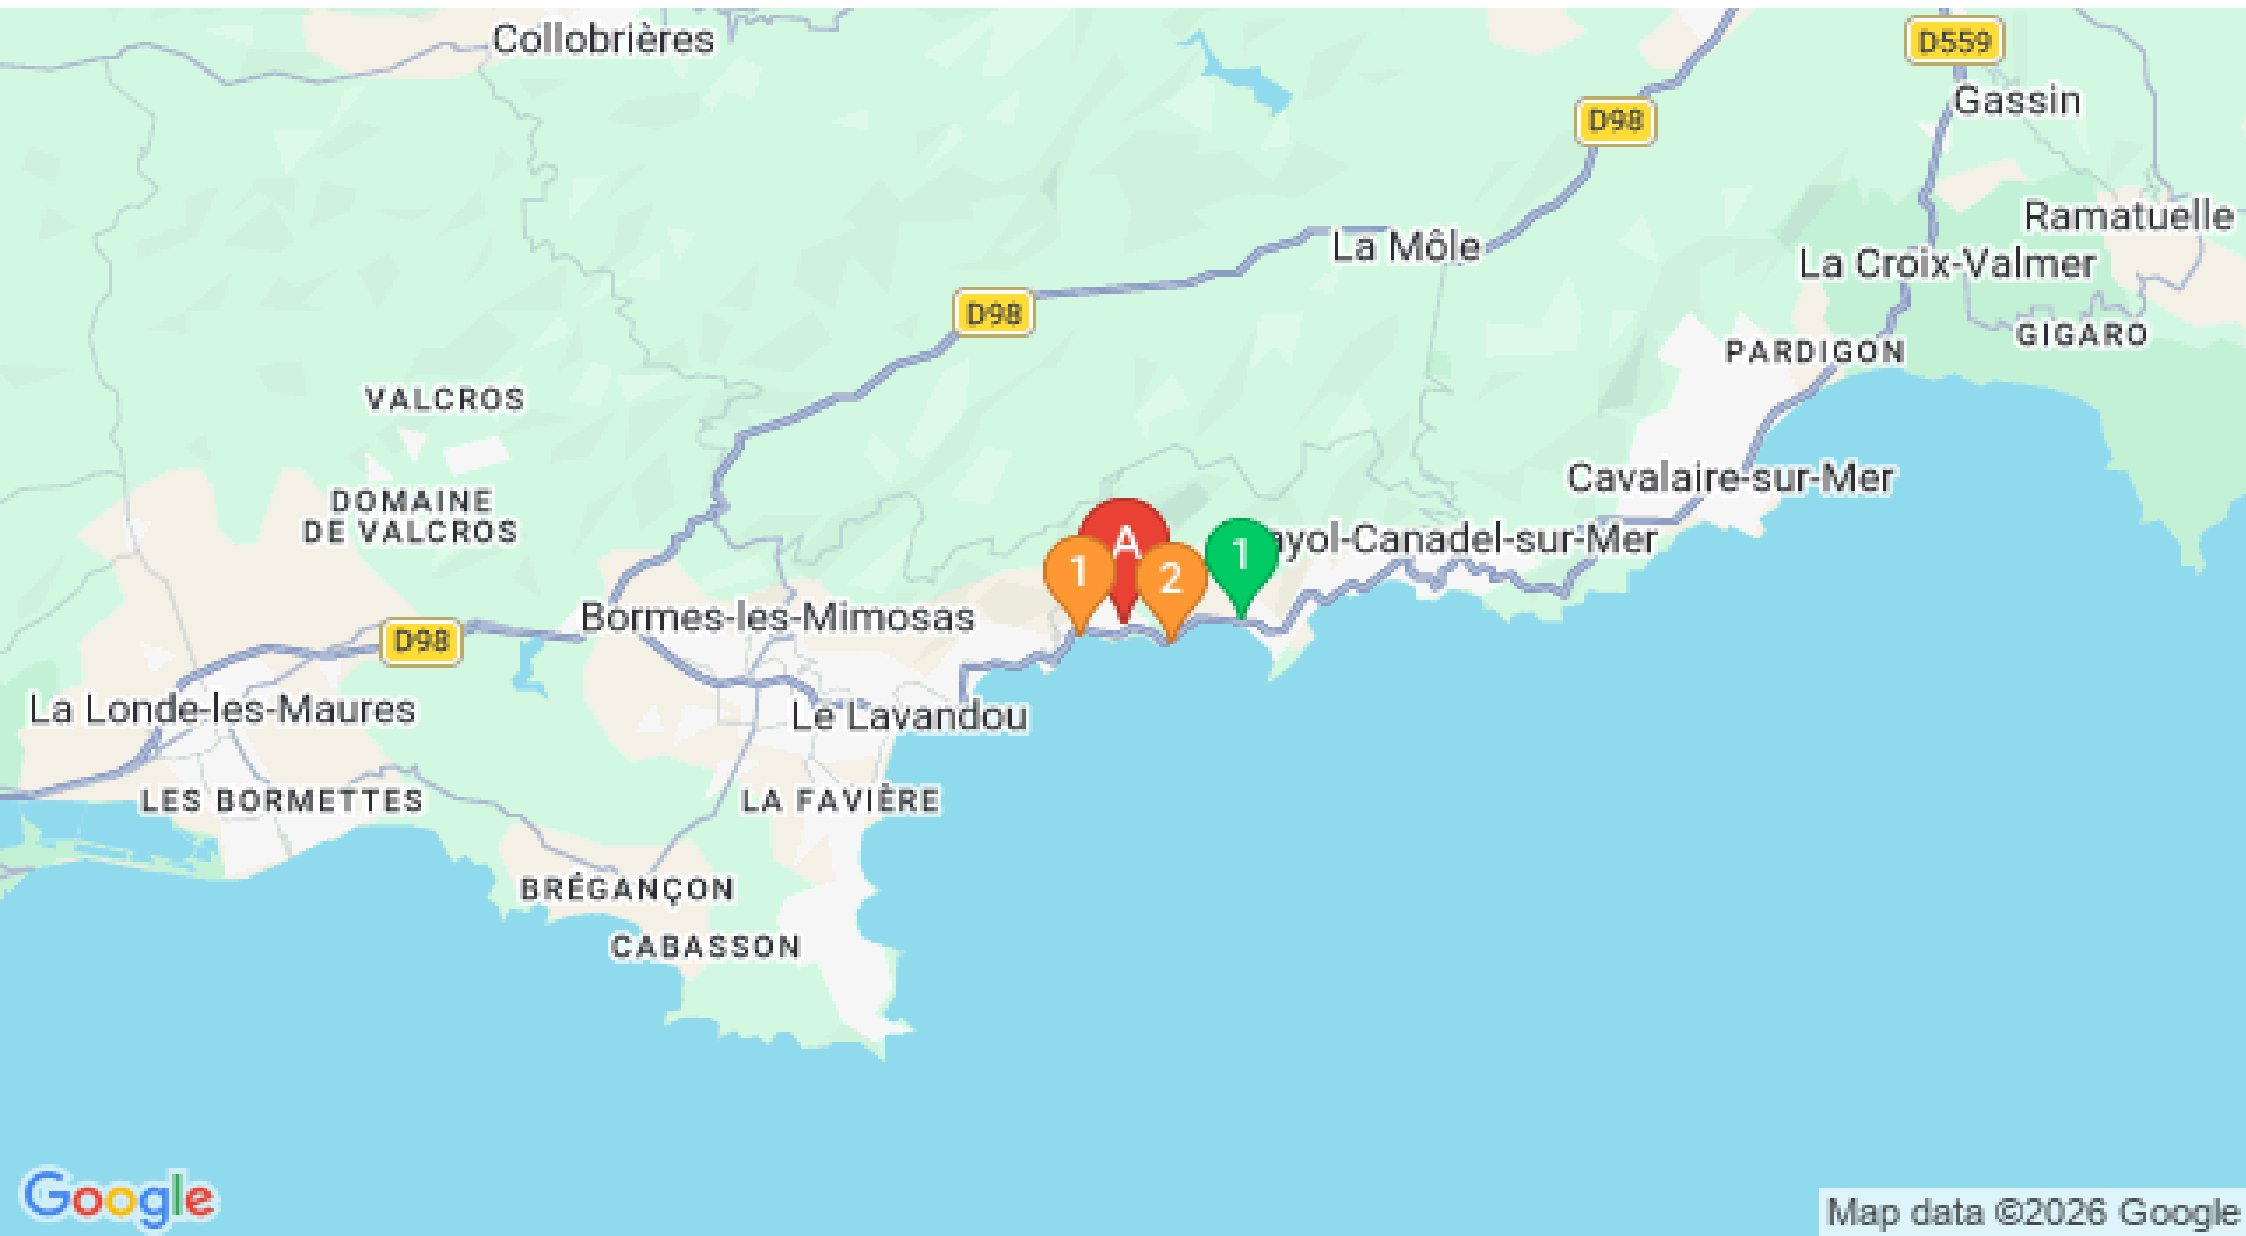 Collobrières
D559
Gassin
D98
Ramatuelle
La Môle
La Croix-Valmer
D98
GIGARO
PARDIGON
VALCROS
Cavalaire-sur-Mer
DOMAINE
DE VALCROS
A
1
2
1
ayol-Canadel-sur-Mer
Bormes-les-Mimosas
D98
La Londe-les-Maures
Le Lavandou
LES BORMETTES
LA FAVIÈRE
BRÉGANÇON
CABASSON
Google
Map data ©2026 Google